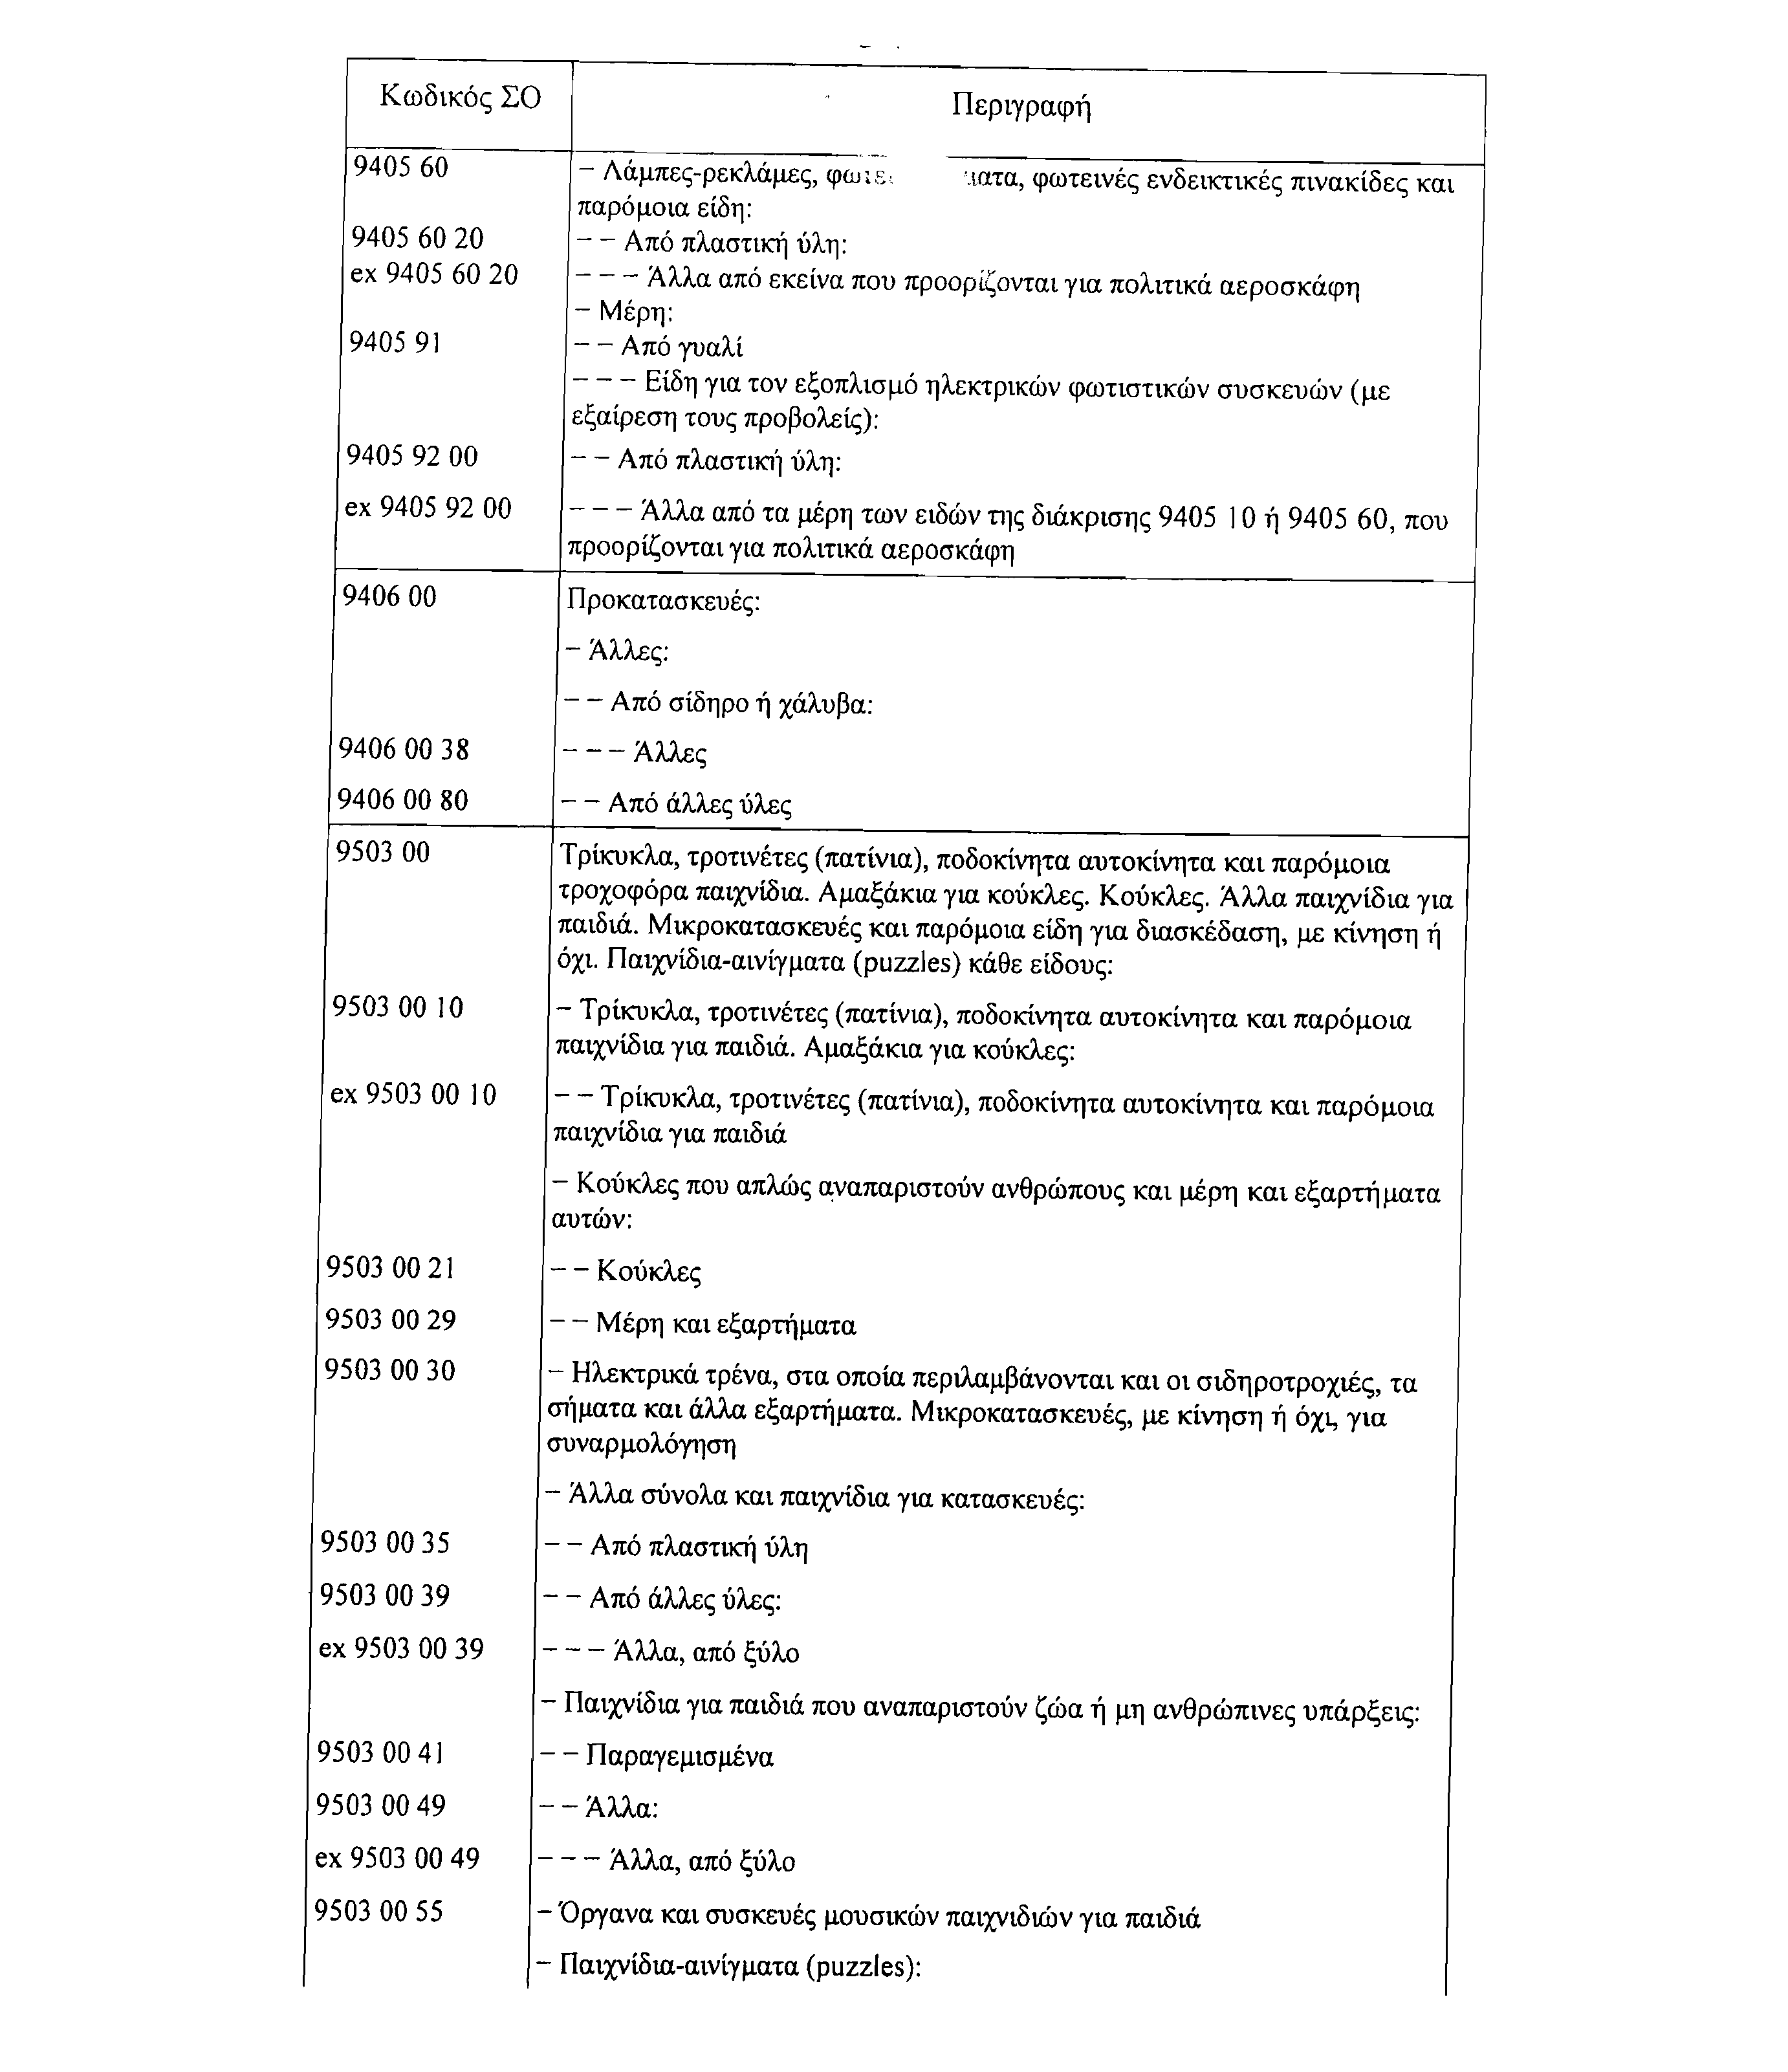 Κωδικός ΣΟ Περιγραφή
9405 60 – Λάμπες-ρεκλάμες, φωτεινές ενδεικτικές πινακίδες και
παρόμοια είδη:
9405 60 20 – – Από πλαστική ύλη:
ex 9405 60 20 – – – Άλλα από εκείνα που προορίζονται για πολιτικά αεροσκάφη
– Μέρη:
9405 91 – – Από γυαλί
– – – Είδη για τον εξοπλισμό ηλεκτρικών φωτιστικών συσκευών (με
εξαίρεση τους προβολείς):
9405 92 00 – – Από πλαστική ύλη:
ex 9405 92 00 – – – Άλλα από τα μέρη των ειδών της διάκρισης 9405 10 ή 9405 60, που
προορίζονται για πολιτικά αεροσκάφη
9406 00 Προκατασκευές:
– Άλλες:
– – Από σίδηρο ή χάλυβα:
9406 00 38 – – – Άλλες
9406 00 80 – – Από άλλες ύλες
9503 00 Τρίκυκλα, τροτινέτες (πατίνια), ποδοκίνητα αυτοκίνητα και παρόμοια
τροχοφόρα παιχνίδια. Αμαξάκια για κούκλες. Κούκλες. Άλλα παιχνίδια για
παιδιά. Μικροκατασκευές και παρόμοια είδη για διασκέδαση, με κίνηση ή
όχι. Παιχνίδια-αινίγματα (puzzles) κάθε είδους:
9503 00 10 – Τρίκυκλα, τροτινέτες (πατίνια), ποδοκίνητα αυτοκίνητα και παρόμοια
παιχνίδια για παιδιά. Αμαξάκια για κούκλες:
ex 9503 00 10 – – Τρίκυκλα, τροτινέτες (πατίνια), ποδοκίνητα αυτοκίνητα και παρόμοια
παιχνίδια για παιδιά
– Κούκλες που απλώς αναπαριστούν ανθρώπους και μέρη και εξαρτήματα
αυτών:
9503 00 21 – – Κούκλες
9503 00 29 – – Μέρη και εξαρτήματα
9503 00 30 – Ηλεκτρικά τρένα, στα οποία περιλαμβάνονται και οι σιδηροτροχιές, τα
σήματα και άλλα εξαρτήματα. Μικροκατασκευές, με κίνηση ή όχι, για
συναρμολόγηση
– Άλλα σύνολα και παιχνίδια για κατασκευές:
9503 00 35 – – Από πλαστική ύλη
9503 00 39 – – Από άλλες ύλες:
ex 9503 00 39 – – – Άλλα, από ξύλο
– Παιχνίδια για παιδιά που αναπαριστούν ζώα ή μη ανθρώπινες υπάρξεις:
9503 00 41 – – Παραγεμισμένα
9503 00 49 – – Άλλα:
ex 9503 00 49 – – – Άλλα, από ξύλο
9503 00 55 – Όργανα και συσκευές μουσικών παιχνιδιών για παιδιά
– Παιχνίδια-αινίγματα (puzzles):